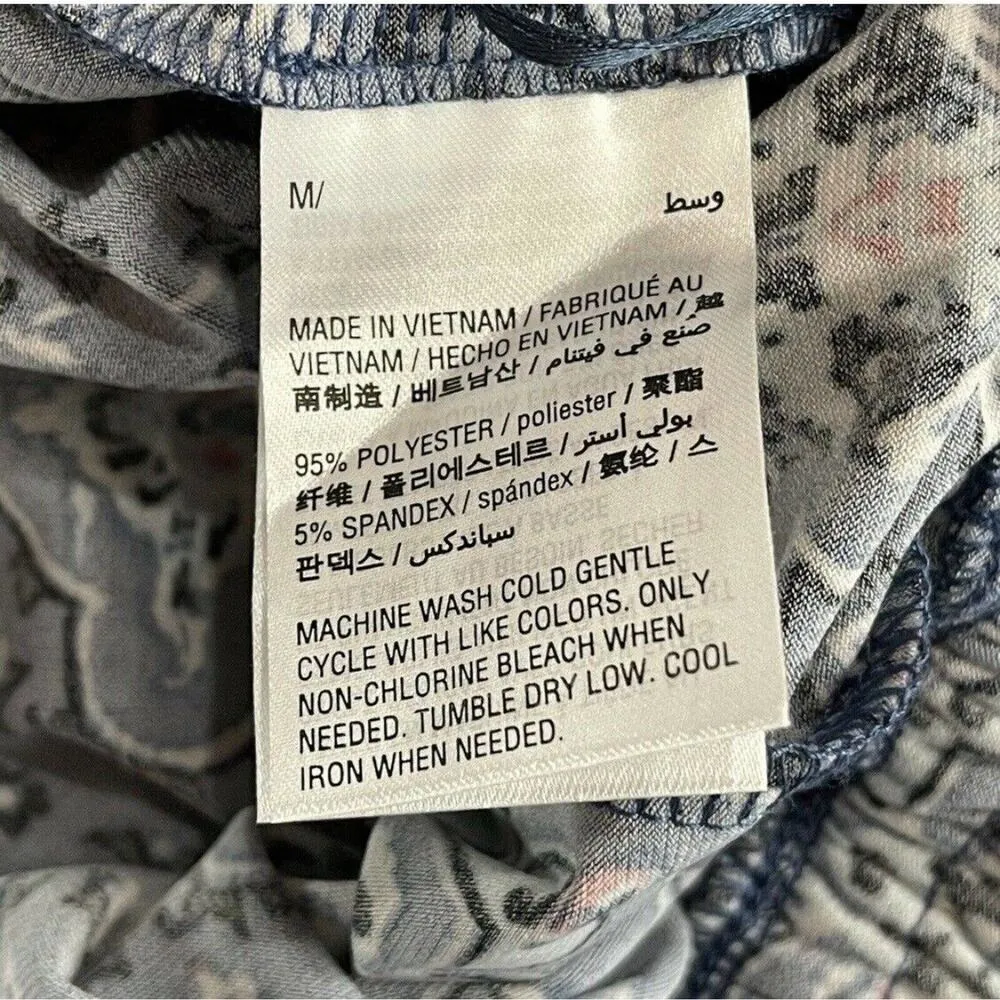 M/
وسط
MADE IN VIETNAM / FABRIQUÉ AU
VIETNAM / HECHO EN VIETNAM / 越
南制造 / 베트남산 / صنع في فيتنام
95% POLYESTER / poliester / 聚酯
纤维 / 폴리에스테르 / بولي أستر
5% SPANDEX / spándex / 氨纶 / 스
판덱스 / سباندكس
MACHINE WASH COLD GENTLE
CYCLE WITH LIKE COLORS. ONLY
NON-CHLORINE BLEACH WHEN
NEEDED. TUMBLE DRY LOW. COOL
IRON WHEN NEEDED.